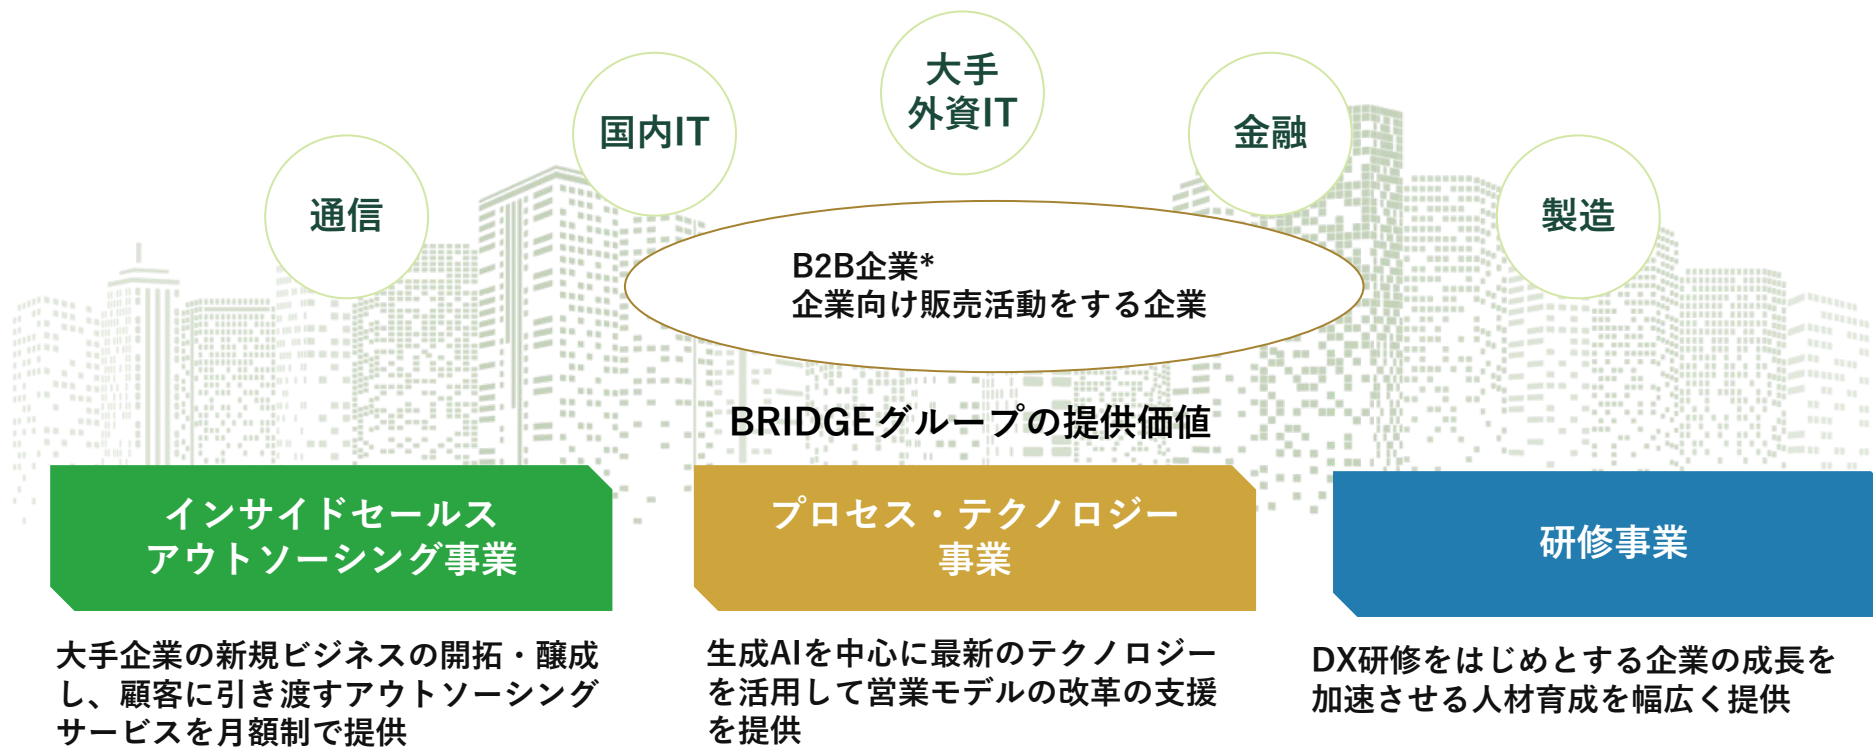 大手
外資IT
国内IT
金融
通信
製造
B2B企業*
企業向け販売活動をする企業
BRIDGEグループの提供価値
インサイドセールス
アウトソーシング事業
大手企業の新規ビジネスの開拓・醸成
し、顧客に引き渡すアウトソーシング
サービスを月額制で提供
プロセス・テクノロジー
事業
生成AIを中心に最新のテクノロジー
を活用して営業モデルの改革の支援
を提供
研修事業
DX研修をはじめとする企業の成長を
加速させる人材育成を幅広く提供